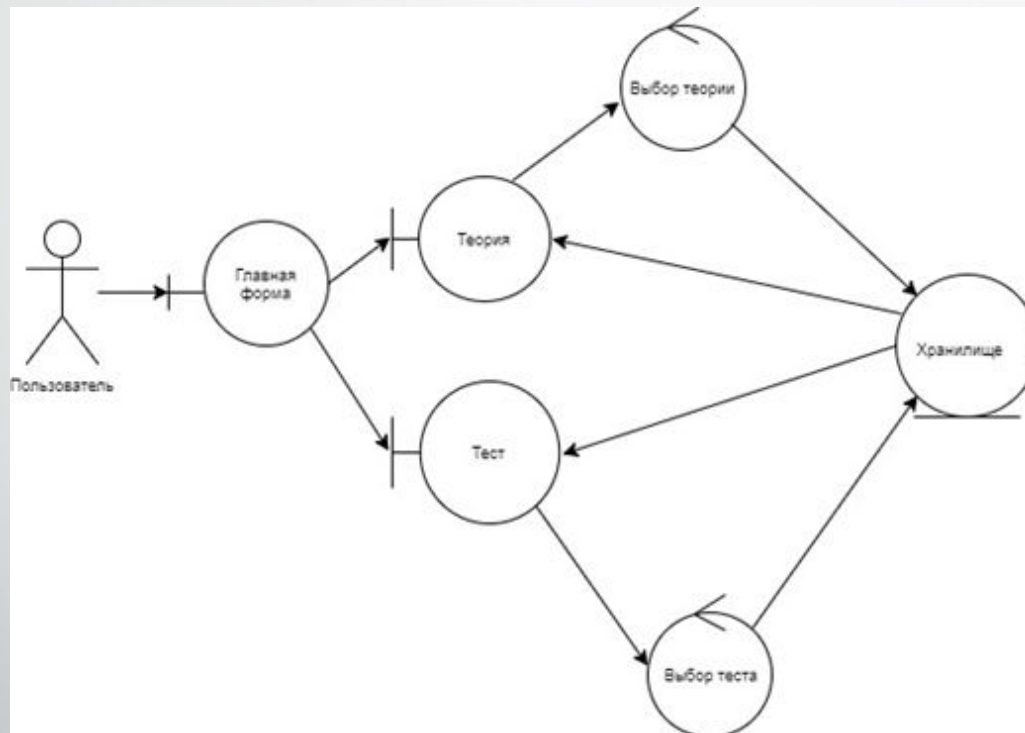 Выбор теории
Теория
Главная
форма
Хранилище
Пользователь
Тест
Выбор теста